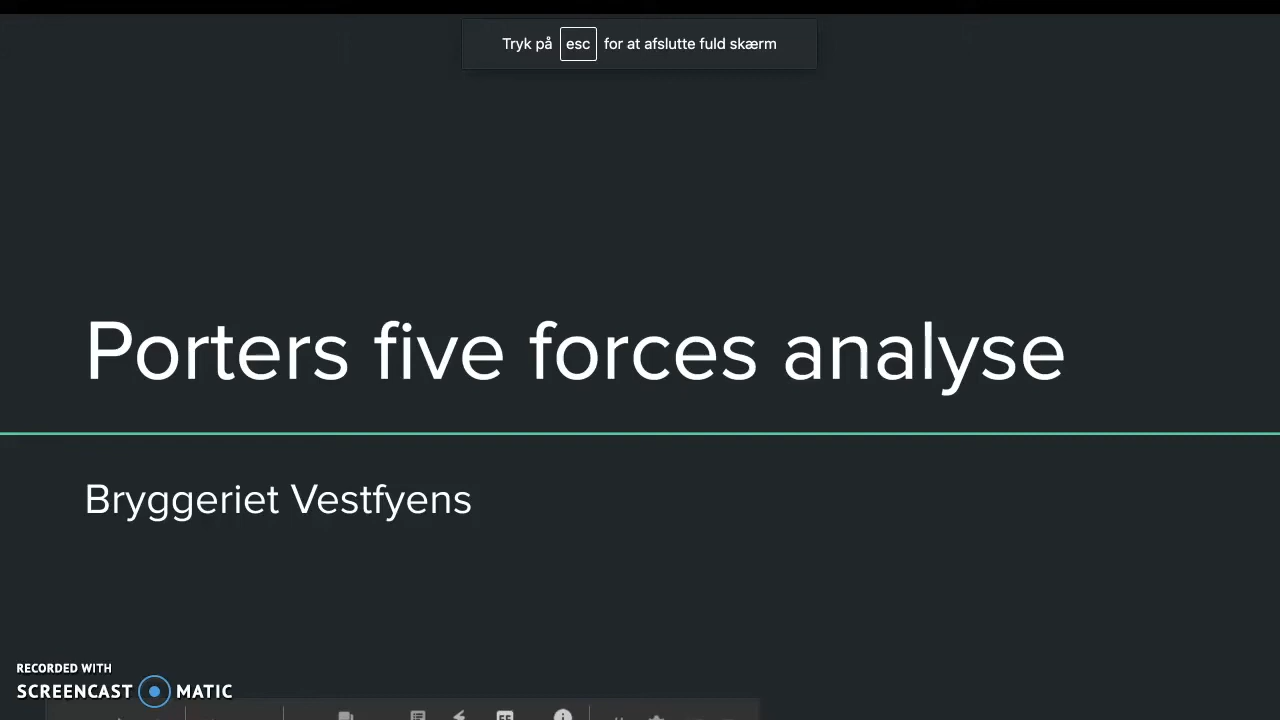 Tryk på esc for at afslutte fuld skærm
Porters five forces analyse
Bryggeriet Vestfyens
RECORDED WITH
SCREENCAST MATIC